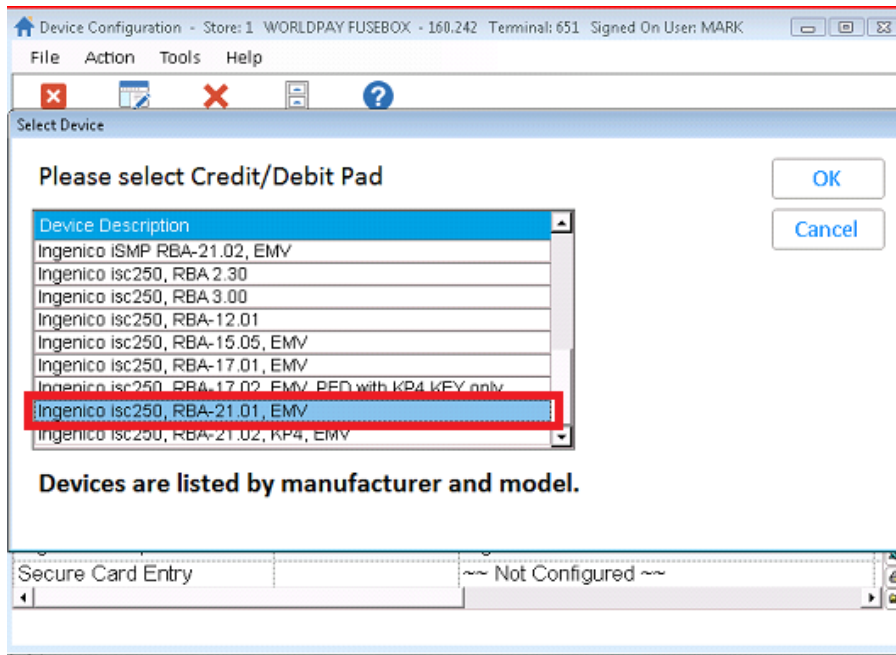 Device Configuration - Store: 1 WORLDPAY FUSEBOX - 160.242 Terminal: 651 Signed On User: MARK
File Action Tools Help
Select Device
Please select Credit/Debit Pad
OK
Device Description
Cancel
Ingenico iSMP RBA-21.02, EMV
Ingenico isc250, RBA 2.30
Ingenico isc250, RBA 3.00
Ingenico isc250, RBA-12.01
Ingenico isc250, RBA-15.05, EMV
Ingenico isc250, RBA-17.01, EMV
Ingenico isc250, RBA-17.02, EMV, PED with KP4 KEY only
Ingenico isc250, RBA-21.01, EMV
Ingenico isc250, RBA-21.02, KP4, EMV
Devices are listed by manufacturer and model.
Secure Card Entry ~~ Not Configured ~~